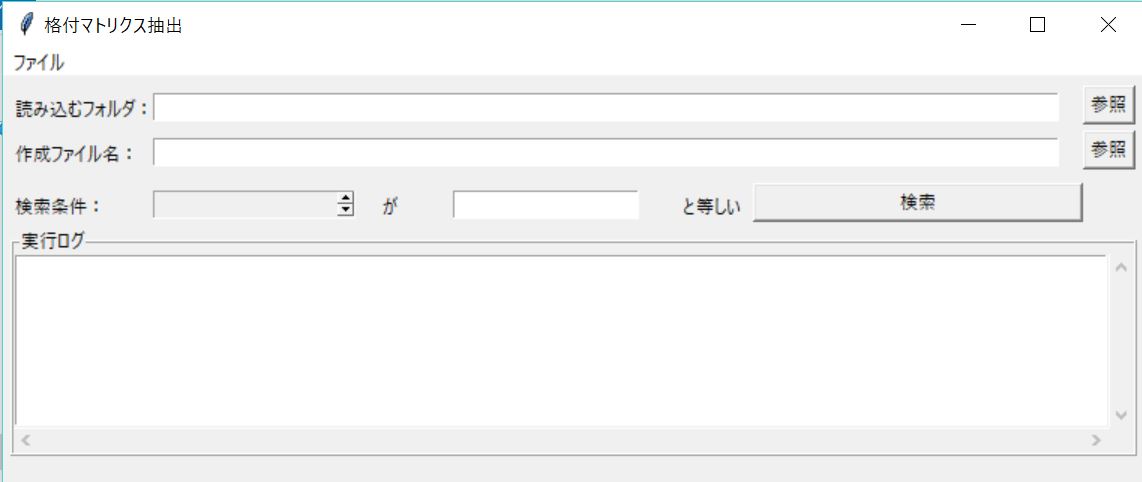 格付マトリクス抽出
ファイル
読み込むフォルダ： 参照
作成ファイル名： 参照
検索条件： が と等しい 検索
実行ログ